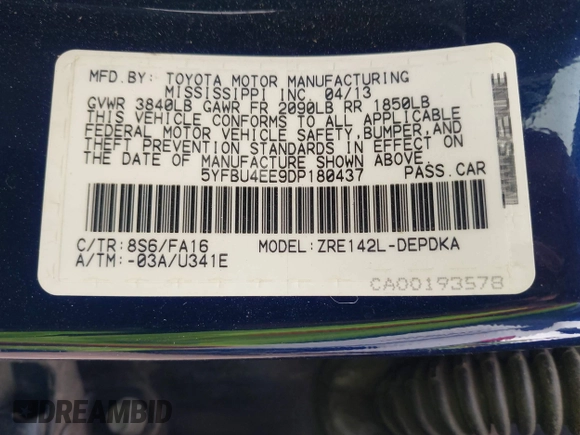 MFD.BY: TOYOTA MOTOR MANUFACTURING
MISSISSIPPI INC 04/13
GVWR 3840LB GAWR FR 2090LB RR 1850LB
THIS VEHICLE CONFORMS TO ALL APPLICABLE
FEDERAL MOTOR VEHICLE SAFETY,BUMPER,AND
THEFT PREVENTION STANDARDS IN EFFECT ON
THE DATE OF MANUFACTURE SHOWN ABOVE.
5YFBU4EE9DP180437 PASS.CAR
C/TR:8S6/FA16 MODEL:ZRE142L-DEPDKA
A/TM:-03A/U341E
CA00193578
DREAMBID